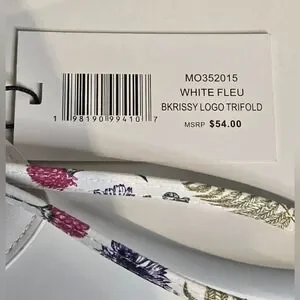 MO352015
WHITE FLEU
BKRISSY LOGO TRIFOLD
MSRP $54.00
1 98190 99410 7